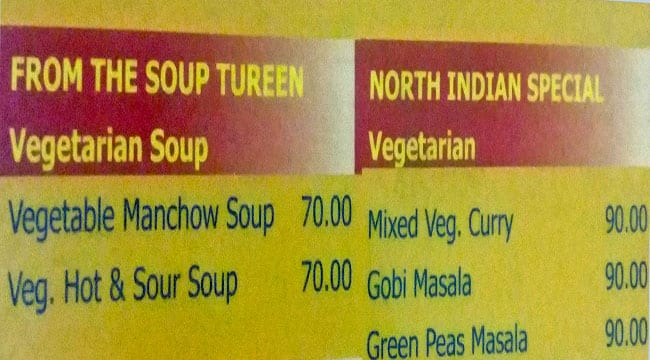 FROM THE SOUP TUREEN
Vegetarian Soup
Vegetable Manchow Soup 70.00
Veg. Hot & Sour Soup 70.00
NORTH INDIAN SPECIAL
Vegetarian
Mixed Veg. Curry 90.00
Gobi Masala 90.00
Green Peas Masala 90.00